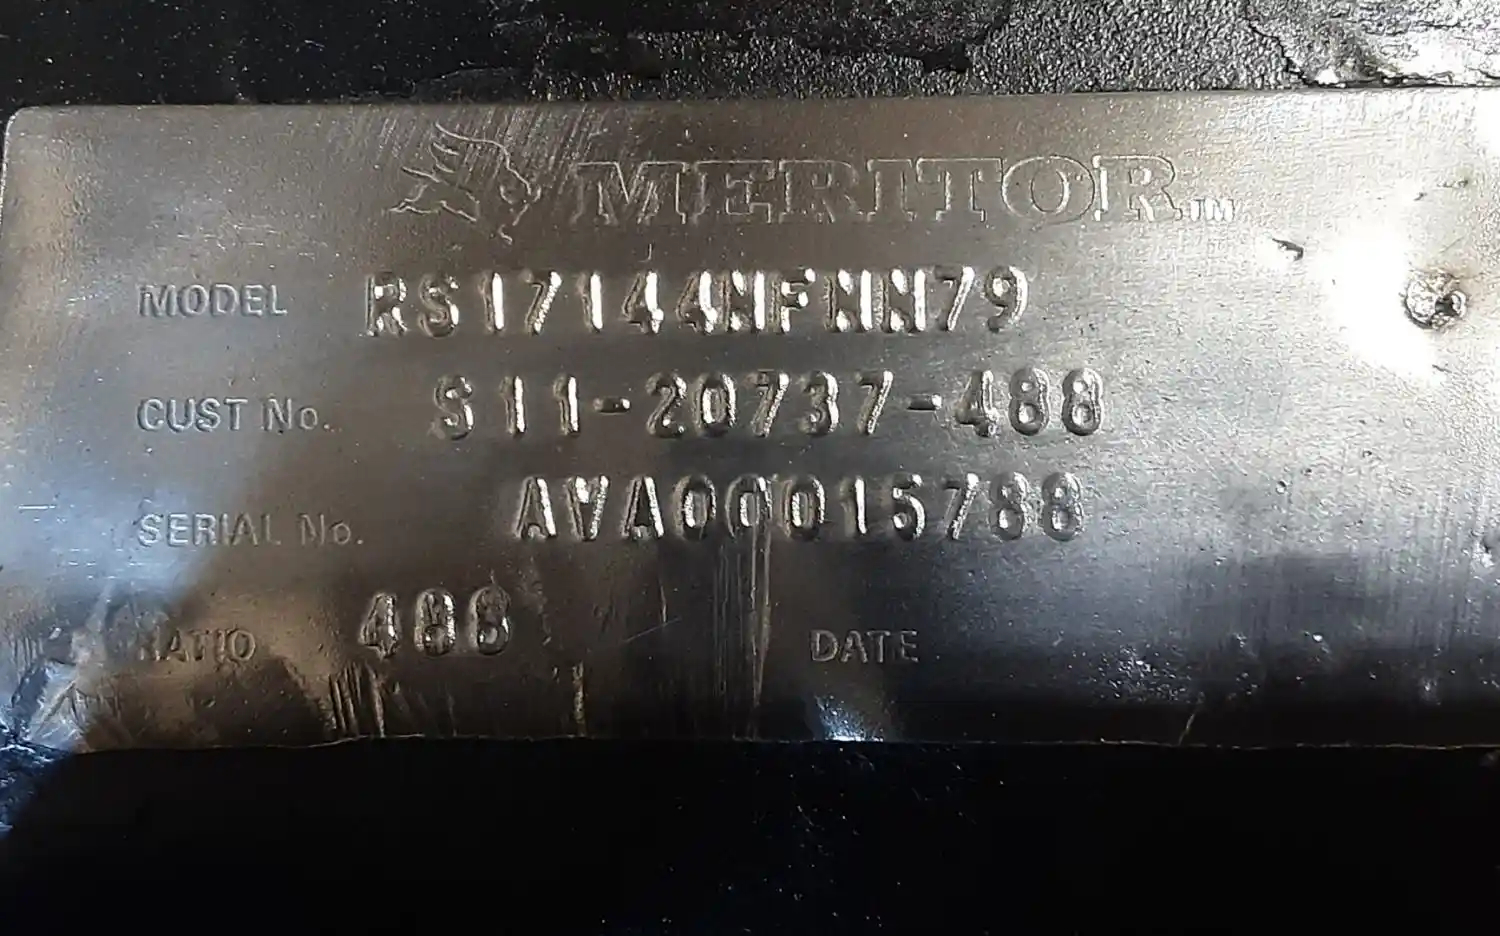 MERITOR™
MODEL RS17144NFNN79
CUST No. S11-20737-488
SERIAL No. AVA00015788
RATIO 488
DATE